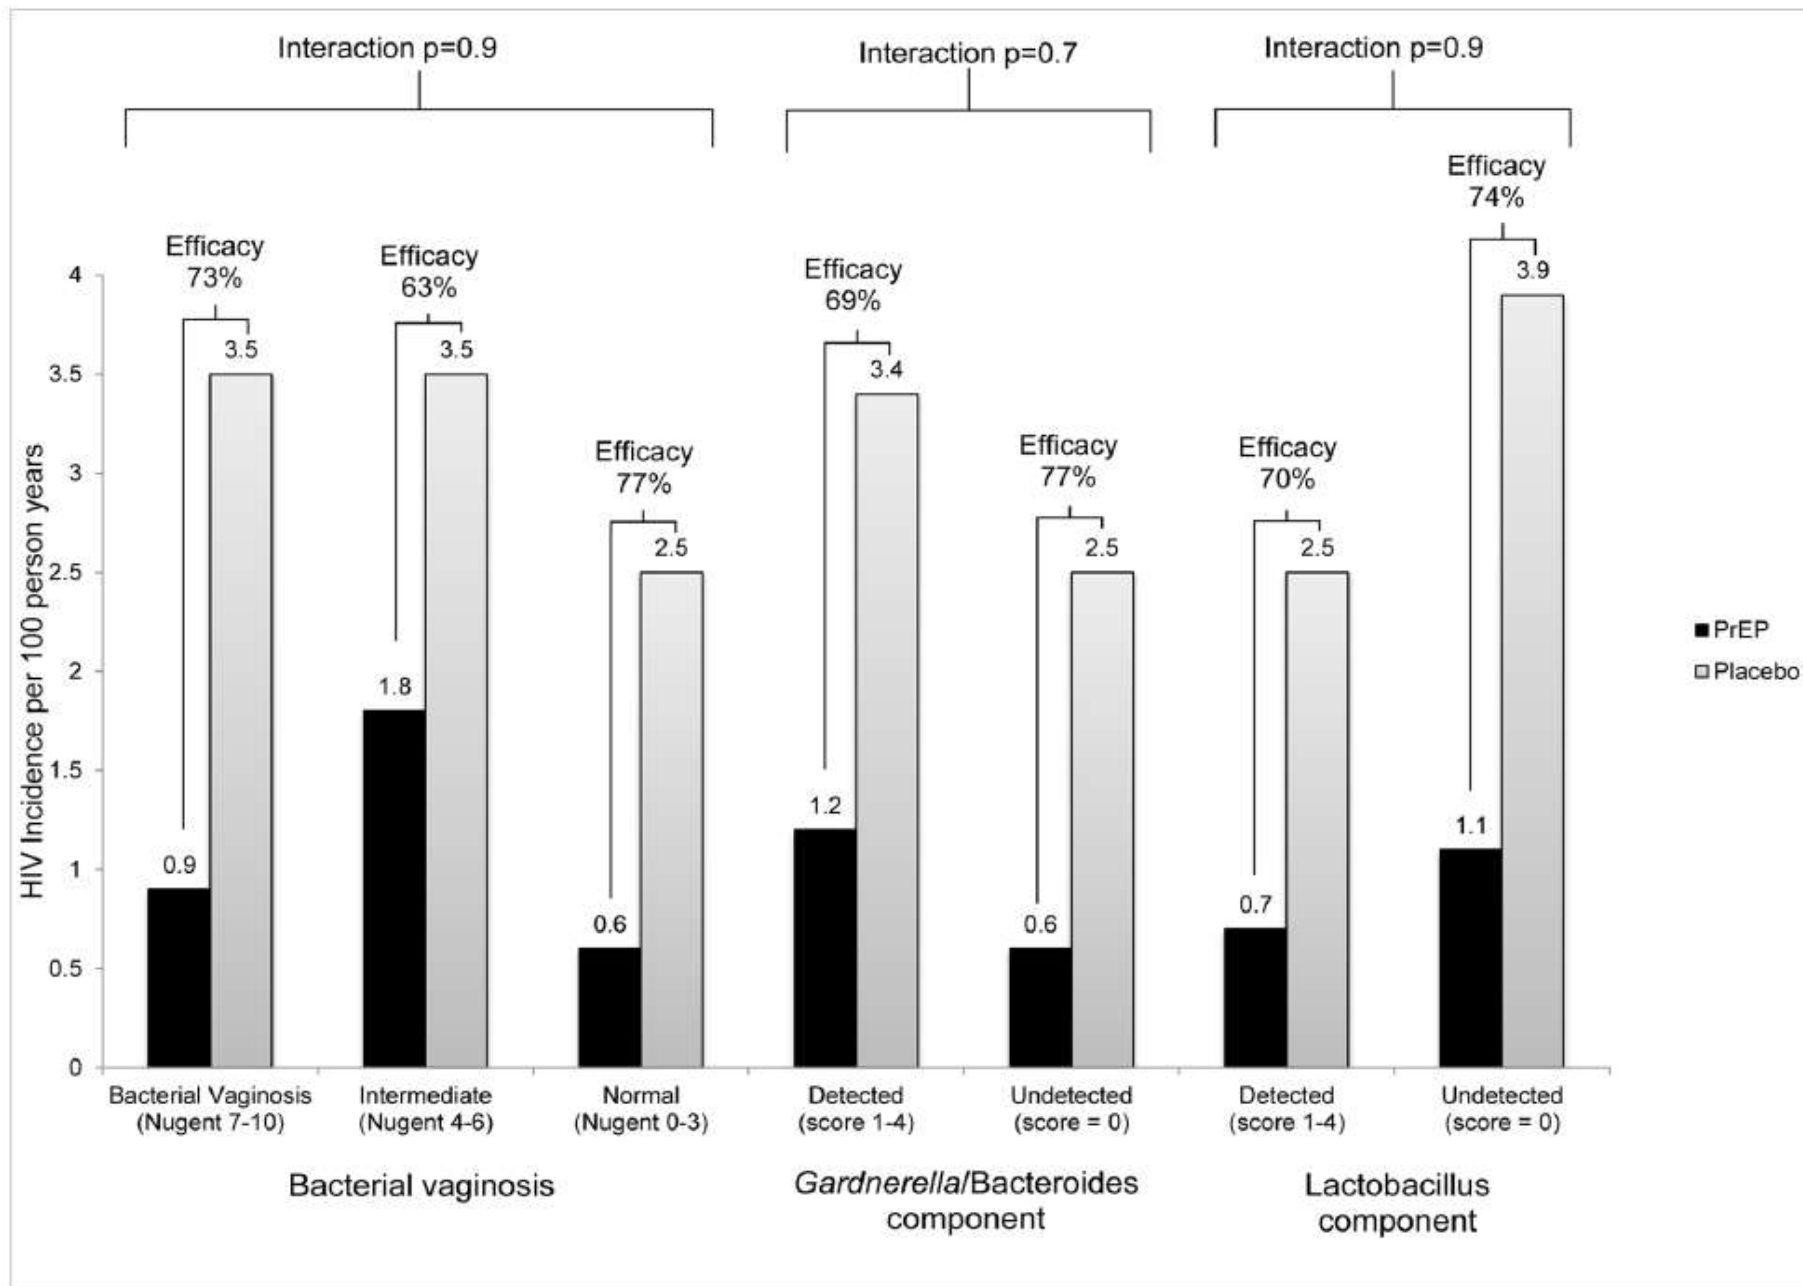 Interaction p=0.9
Interaction p=0.7
Interaction p=0.9
Efficacy
73%
Efficacy
63%
Efficacy
77%
Efficacy
69%
Efficacy
77%
Efficacy
70%
Efficacy
74%
HIV Incidence per 100 person years
4
3.5
3
2.5
2
1.5
1
0.5
0
0.9
3.5
1.8
3.5
0.6
2.5
1.2
3.4
0.6
2.5
0.7
2.5
1.1
3.9
PrEP
Placebo
Bacterial Vaginosis
(Nugent 7-10)
Intermediate
(Nugent 4-6)
Normal
(Nugent 0-3)
Detected
(score 1-4)
Undetected
(score = 0)
Detected
(score 1-4)
Undetected
(score = 0)
Bacterial vaginosis
Gardnerella/Bacteroides
component
Lactobacillus
component